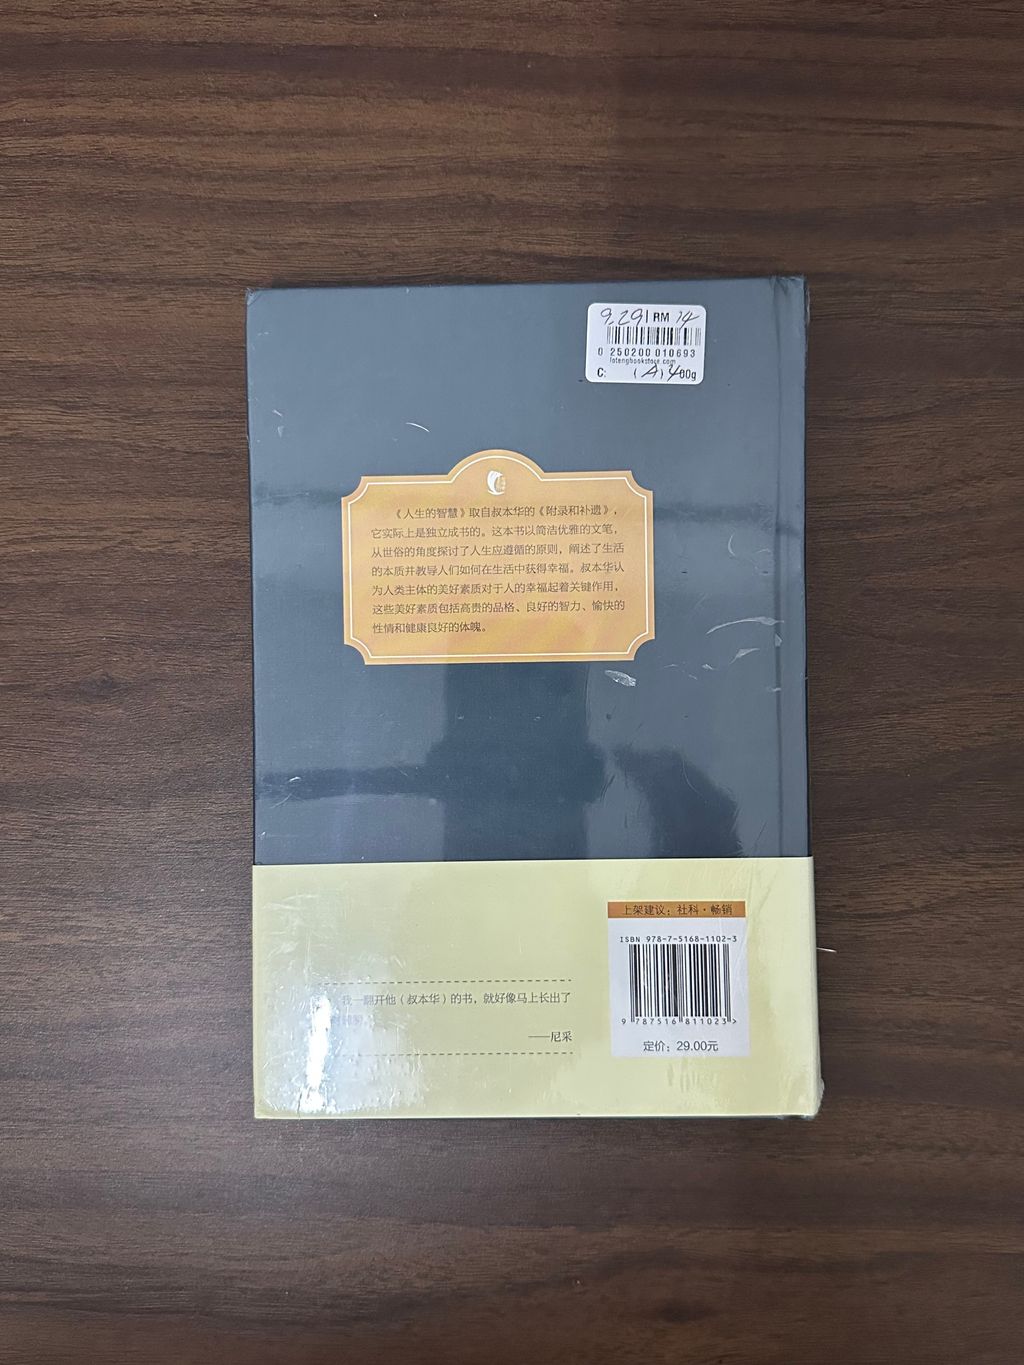 9.29 RM 14
0 250200 010693
lotengbookstore.com
C: (A) 400g
《人生的智慧》取自叔本华的《附录和补遗》，
它实际上是独立成书的。这本书以简洁优雅的文笔，
从世俗的角度探讨了人生应遵循的原则，阐述了生活
的本质并教导人们如何在生活中获得幸福。叔本华认
为人类主体的美好素质对于人的幸福起着关键作用，
这些美好素质包括高贵的品格、良好的智力、愉快的
性情和健康良好的体魄。
上架建议：社科·畅销
ISBN 978-7-5168-1102-3
9 787516 811023 >
定价：29.00元
我一翻开他（叔本华）的书，就好像马上长出了
——尼采